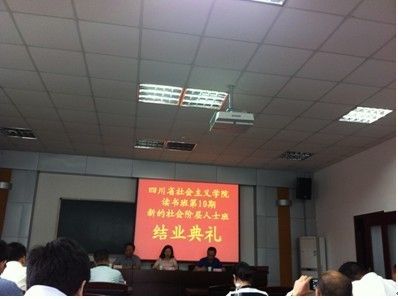 四川省社会主义学院
读书班第19期
新的社会阶层人士班
结业典礼